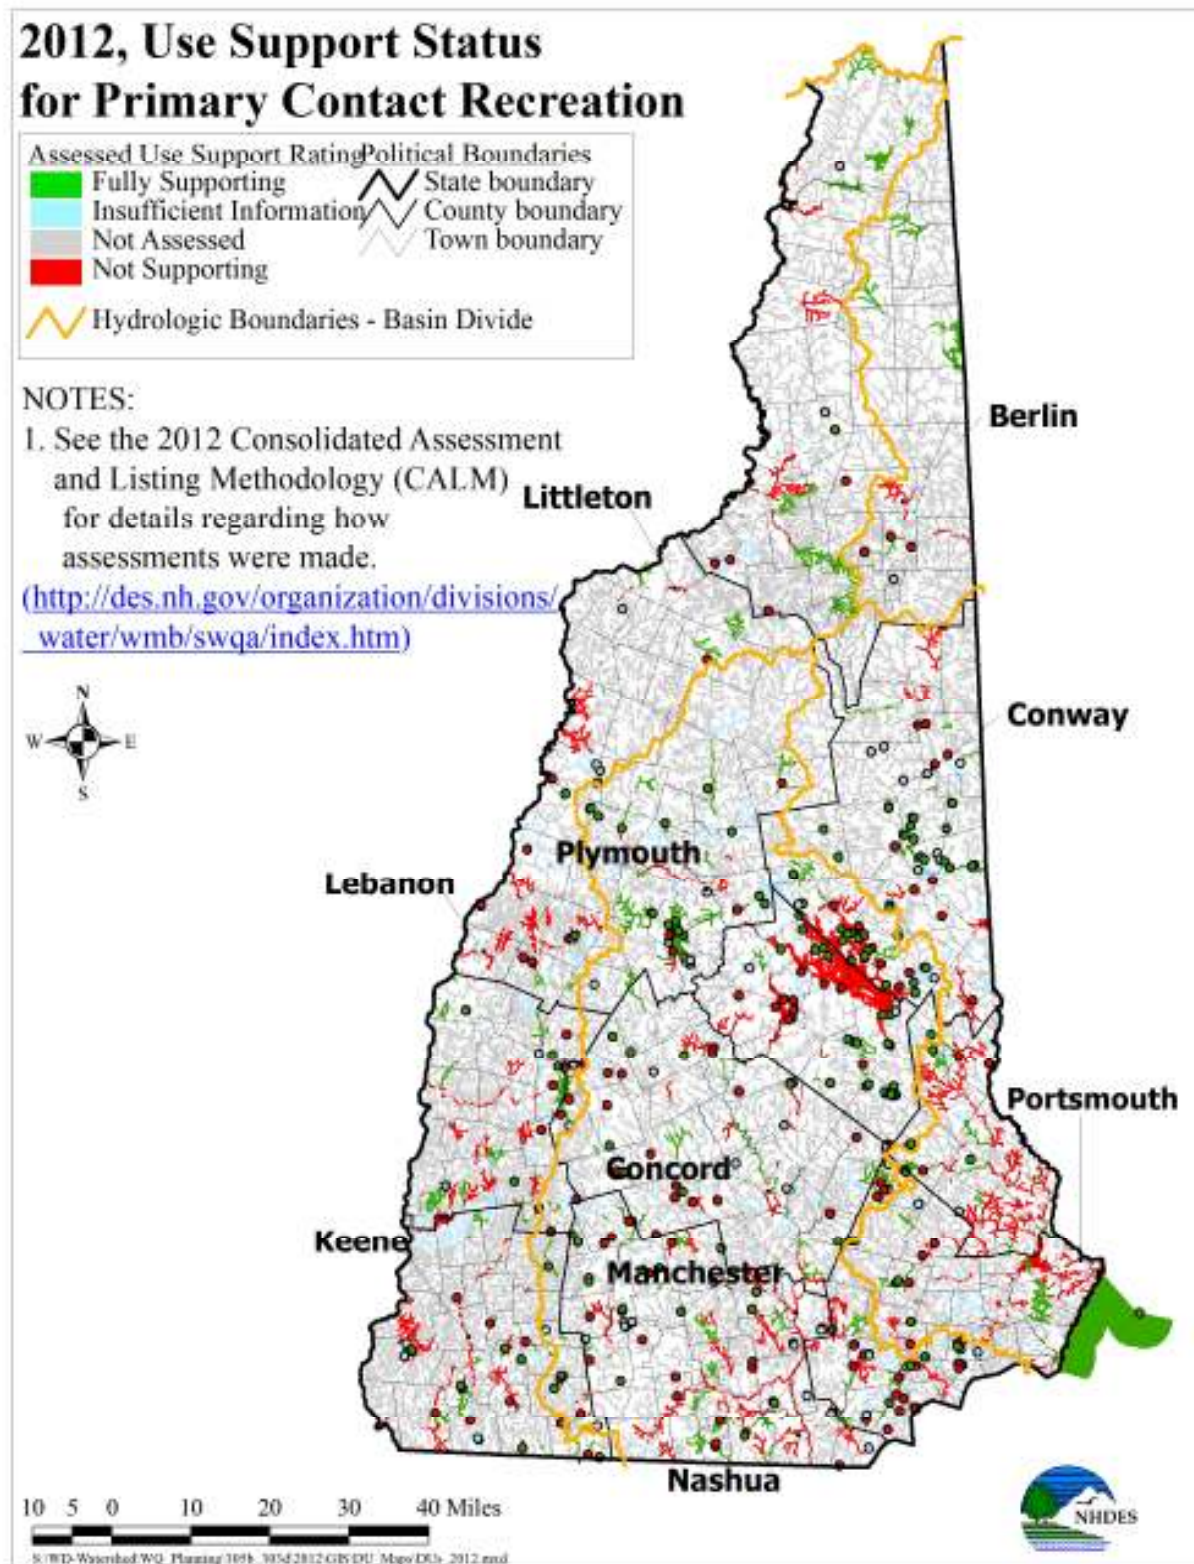 2012, Use Support Status
for Primary Contact Recreation
Assessed Use Support Rating
Fully Supporting
Insufficient Information
Not Assessed
Not Supporting
Political Boundaries
State boundary
County boundary
Town boundary
Hydrologic Boundaries - Basin Divide
NOTES:
1. See the 2012 Consolidated Assessment
and Listing Methodology (CALM)
for details regarding how
assessments were made.
(http://des.nh.gov/organization/divisions/
water/wmb/swqa/index.htm)
N
W E
S
Berlin
Littleton
Conway
Plymouth
Lebanon
Portsmouth
Concord
Keene
Manchester
Nashua
10 5 0 10 20 30 40 Miles
NHDES